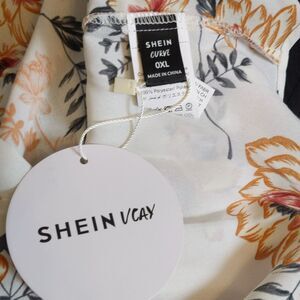 SHEIN
CURVE
0XL
MADE IN CHINA
100% Polyester
SHEIN VCAY